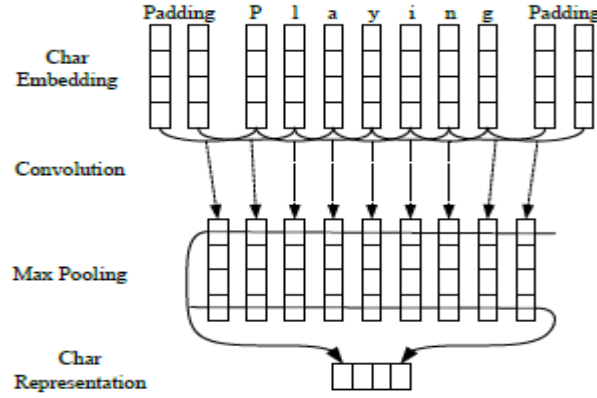 Padding P l a y i n g Padding
Char
Embedding
Convolution
Max Pooling
Char
Representation